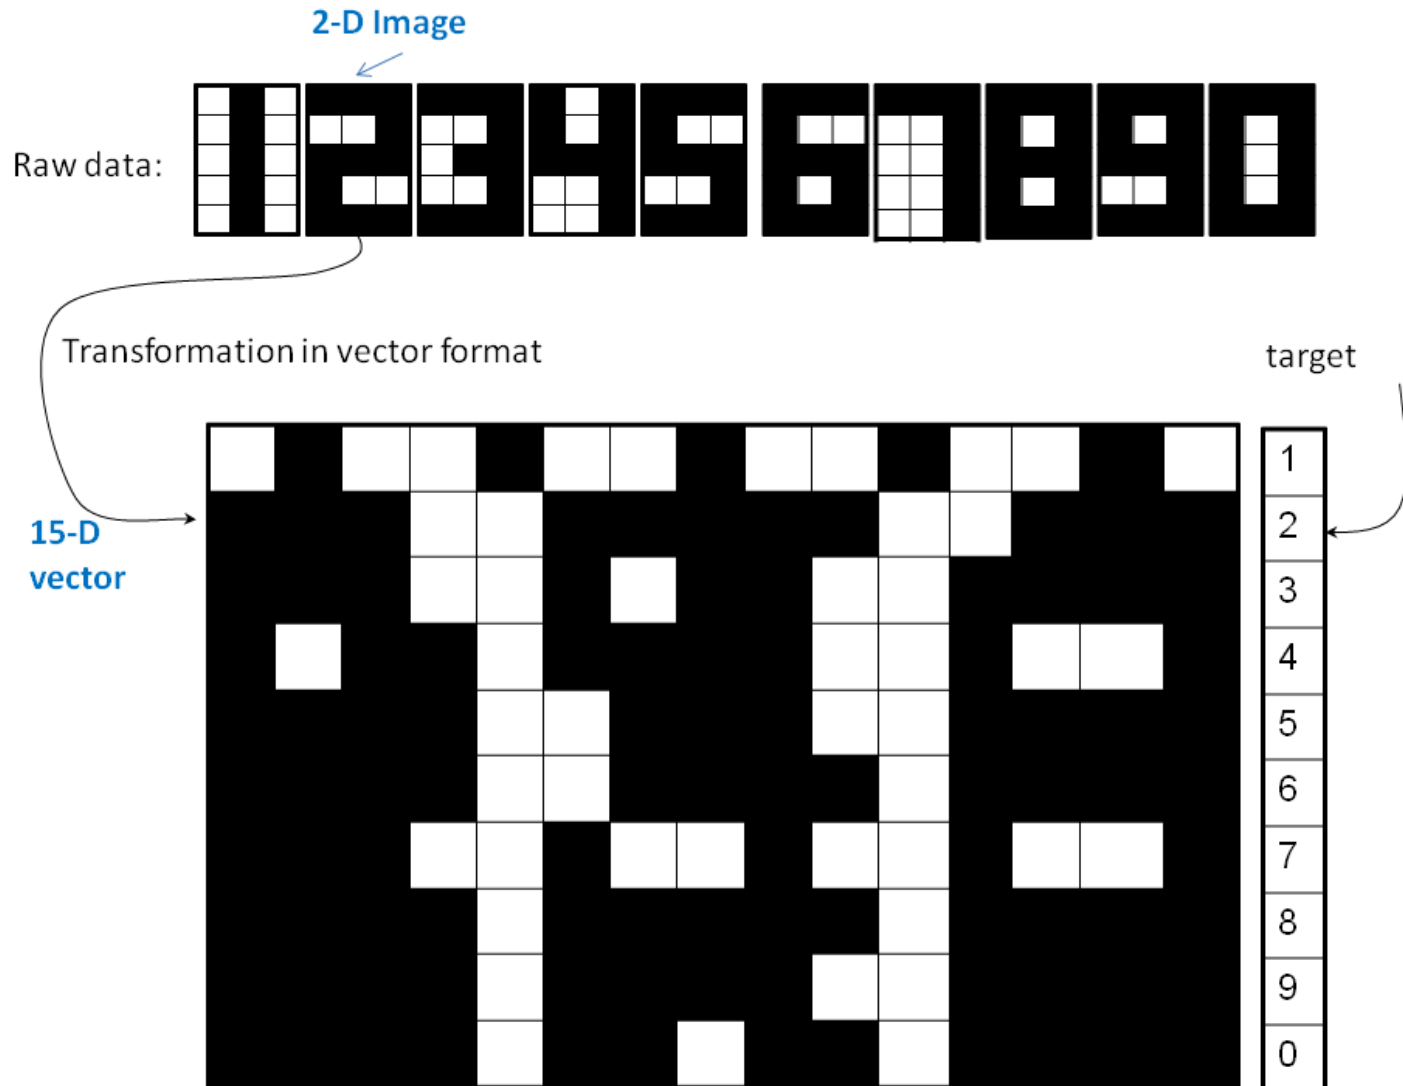 2-D Image
Raw data:
Transformation in vector format
target
15-D
vector
1
2
3
4
5
6
7
8
9
0